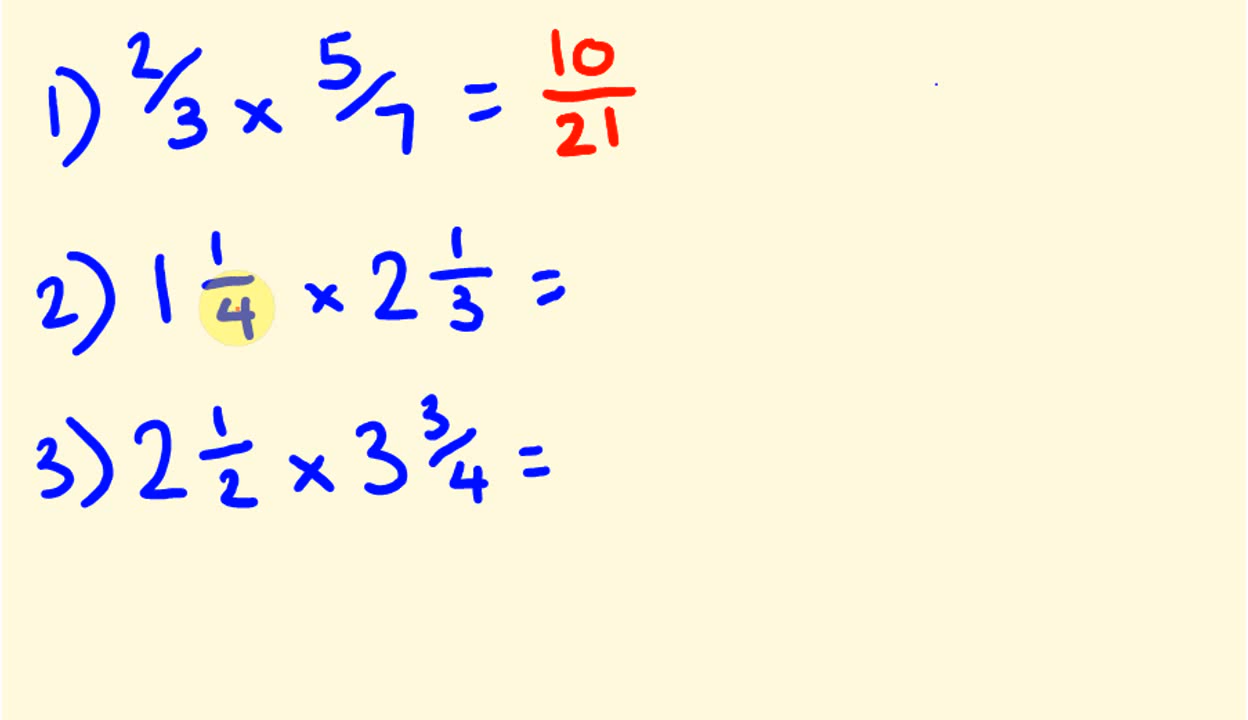 1) 2/3 × 5/7 = 10/21
2) 1 1/4 × 2 1/3 =
3) 2 1/2 × 3 3/4 =